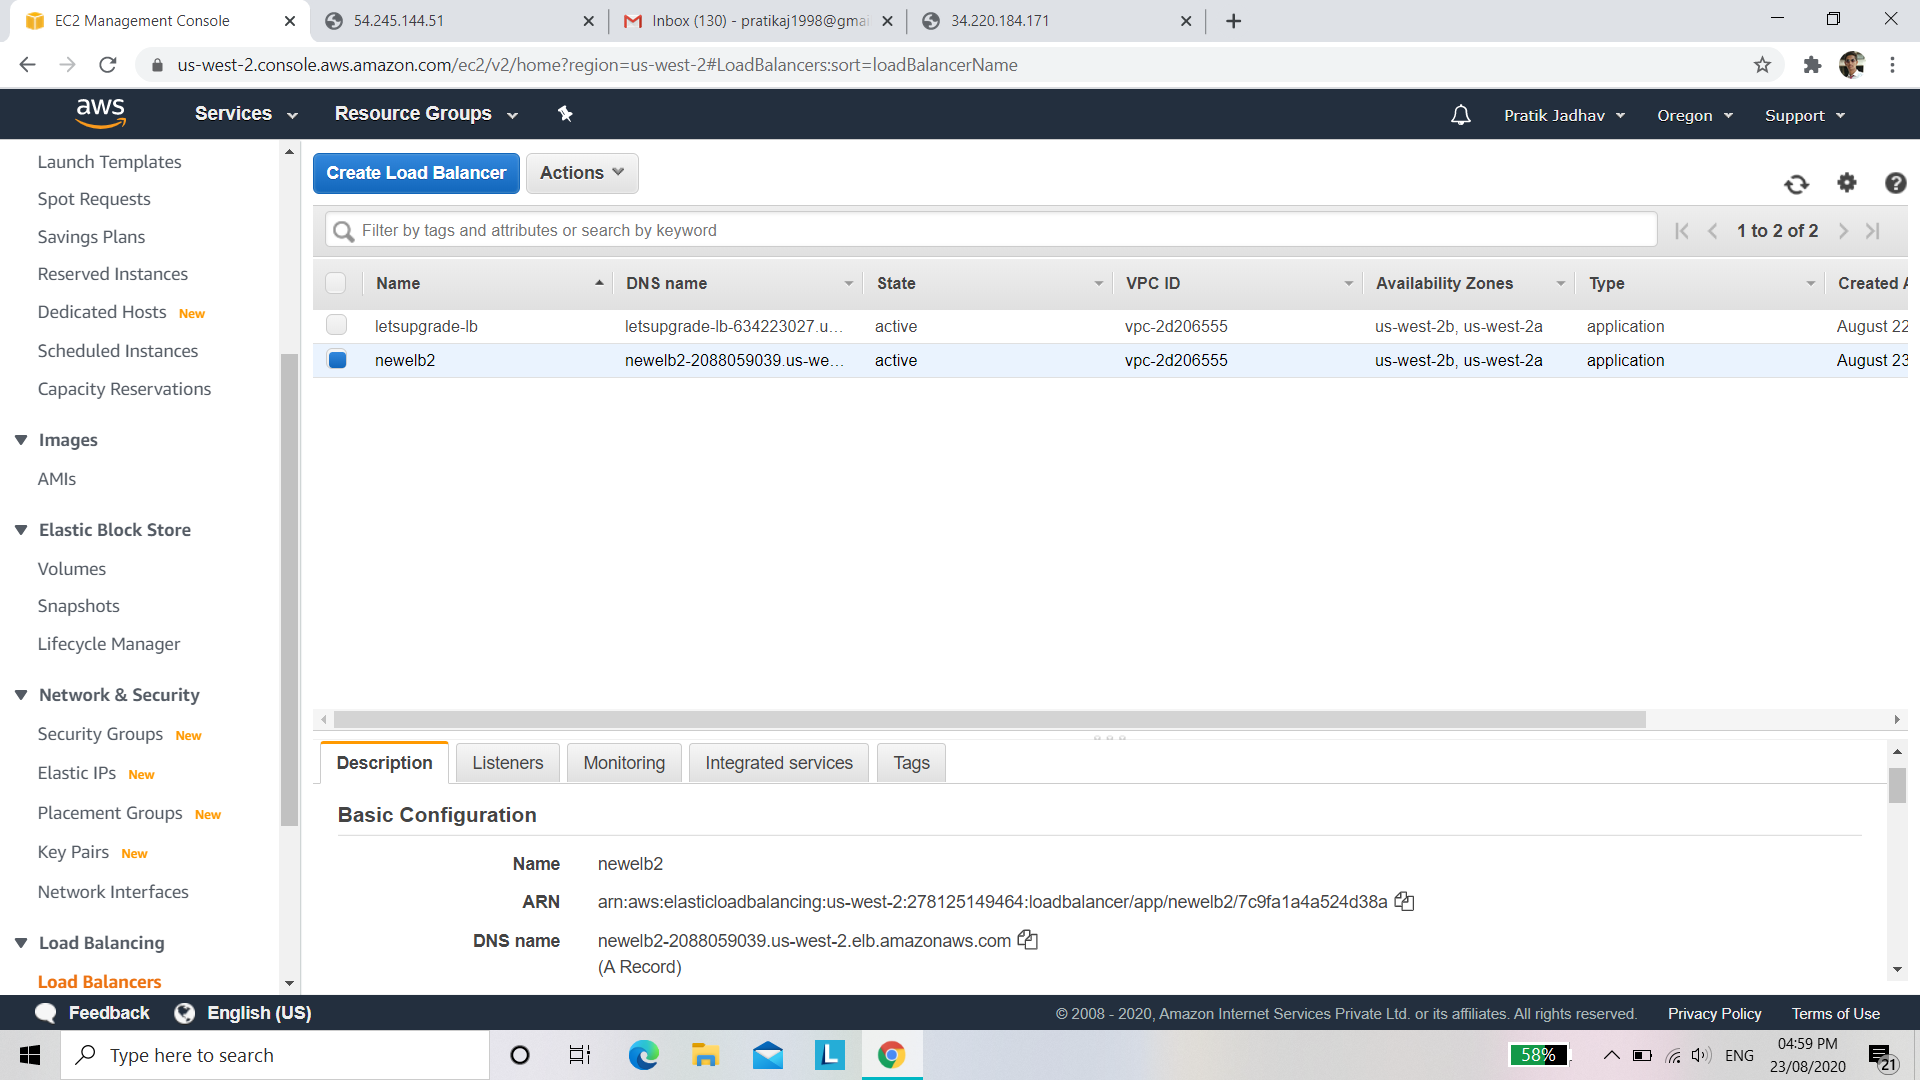 EC2 Management Console
54.245.144.51
Inbox (130) - pratikaj1998@gmai
34.220.184.171
us-west-2.console.aws.amazon.com/ec2/v2/home?region=us-west-2#LoadBalancers:sort=loadBalancerName
aws
Services
Resource Groups
Pratik Jadhav
Oregon
Support
Launch Templates
Spot Requests
Savings Plans
Reserved Instances
Dedicated Hosts New
Scheduled Instances
Capacity Reservations
Images
AMIs
Elastic Block Store
Volumes
Snapshots
Lifecycle Manager
Network & Security
Security Groups New
Elastic IPs New
Placement Groups New
Key Pairs New
Network Interfaces
Load Balancing
Load Balancers
Create Load Balancer
Actions
Filter by tags and attributes or search by keyword
1 to 2 of 2
Name DNS name State VPC ID Availability Zones Type Created A
letsupgrade-lb letsupgrade-lb-634223027.u... active vpc-2d206555 us-west-2b, us-west-2a application August 22
newelb2 newelb2-2088059039.us-we... active vpc-2d206555 us-west-2b, us-west-2a application August 23
Description Listeners Monitoring Integrated services Tags
Basic Configuration
Name newelb2
ARN arn:aws:elasticloadbalancing:us-west-2:278125149464:loadbalancer/app/newelb2/7c9fa1a4a524d38a
DNS name newelb2-2088059039.us-west-2.elb.amazonaws.com
(A Record)
Feedback
English (US)
© 2008 - 2020, Amazon Internet Services Private Ltd. or its affiliates. All rights reserved.
Privacy Policy
Terms of Use
Type here to search
L
58%
ENG
04:59 PM
23/08/2020
21